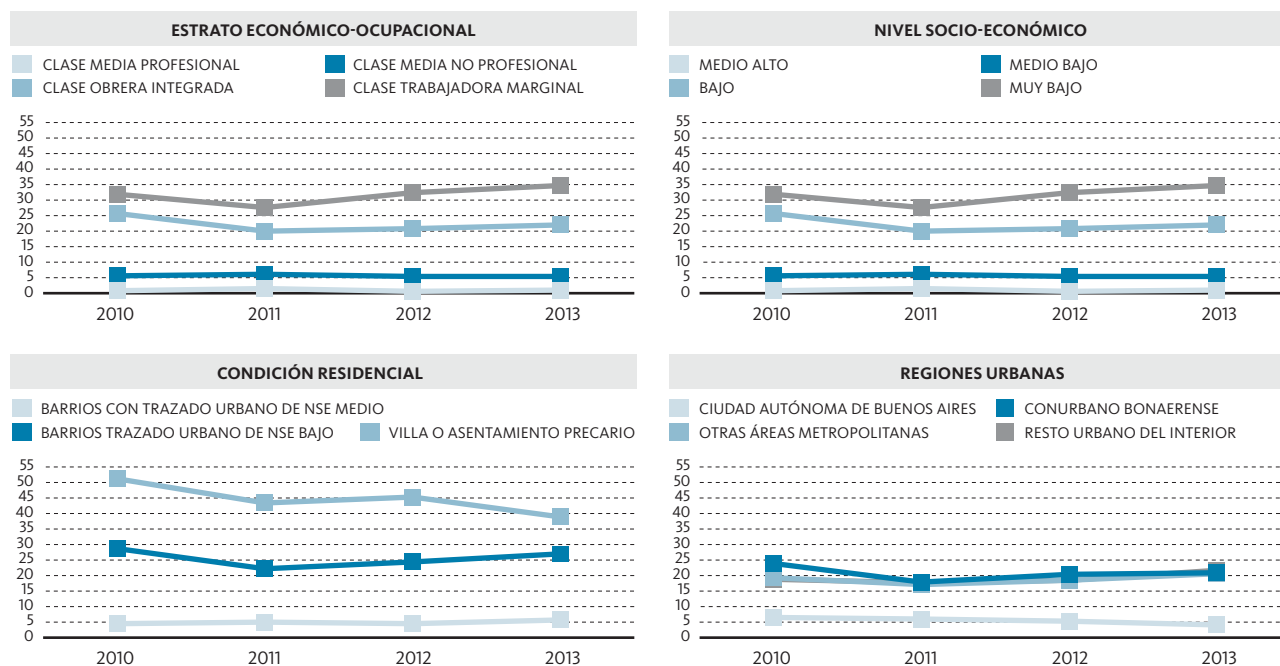 ESTRATO ECONÓMICO-OCUPACIONAL
CLASE MEDIA PROFESIONAL
CLASE MEDIA NO PROFESIONAL
CLASE OBRERA INTEGRADA
CLASE TRABAJADORA MARGINAL
55
50
45
40
35
30
25
20
15
10
5
0
2010 2011 2012 2013
NIVEL SOCIO-ECONÓMICO
MEDIO ALTO
MEDIO BAJO
BAJO
MUY BAJO
55
50
45
40
35
30
25
20
15
10
5
0
2010 2011 2012 2013
CONDICIÓN RESIDENCIAL
BARRIOS CON TRAZADO URBANO DE NSE MEDIO
BARRIOS TRAZADO URBANO DE NSE BAJO
VILLA O ASENTAMIENTO PRECARIO
55
50
45
40
35
30
25
20
15
10
5
0
2010 2011 2012 2013
REGIONES URBANAS
CIUDAD AUTÓNOMA DE BUENOS AIRES
CONURBANO BONAERENSE
OTRAS ÁREAS METROPOLITANAS
RESTO URBANO DEL INTERIOR
55
50
45
40
35
30
25
20
15
10
5
0
2010 2011 2012 2013